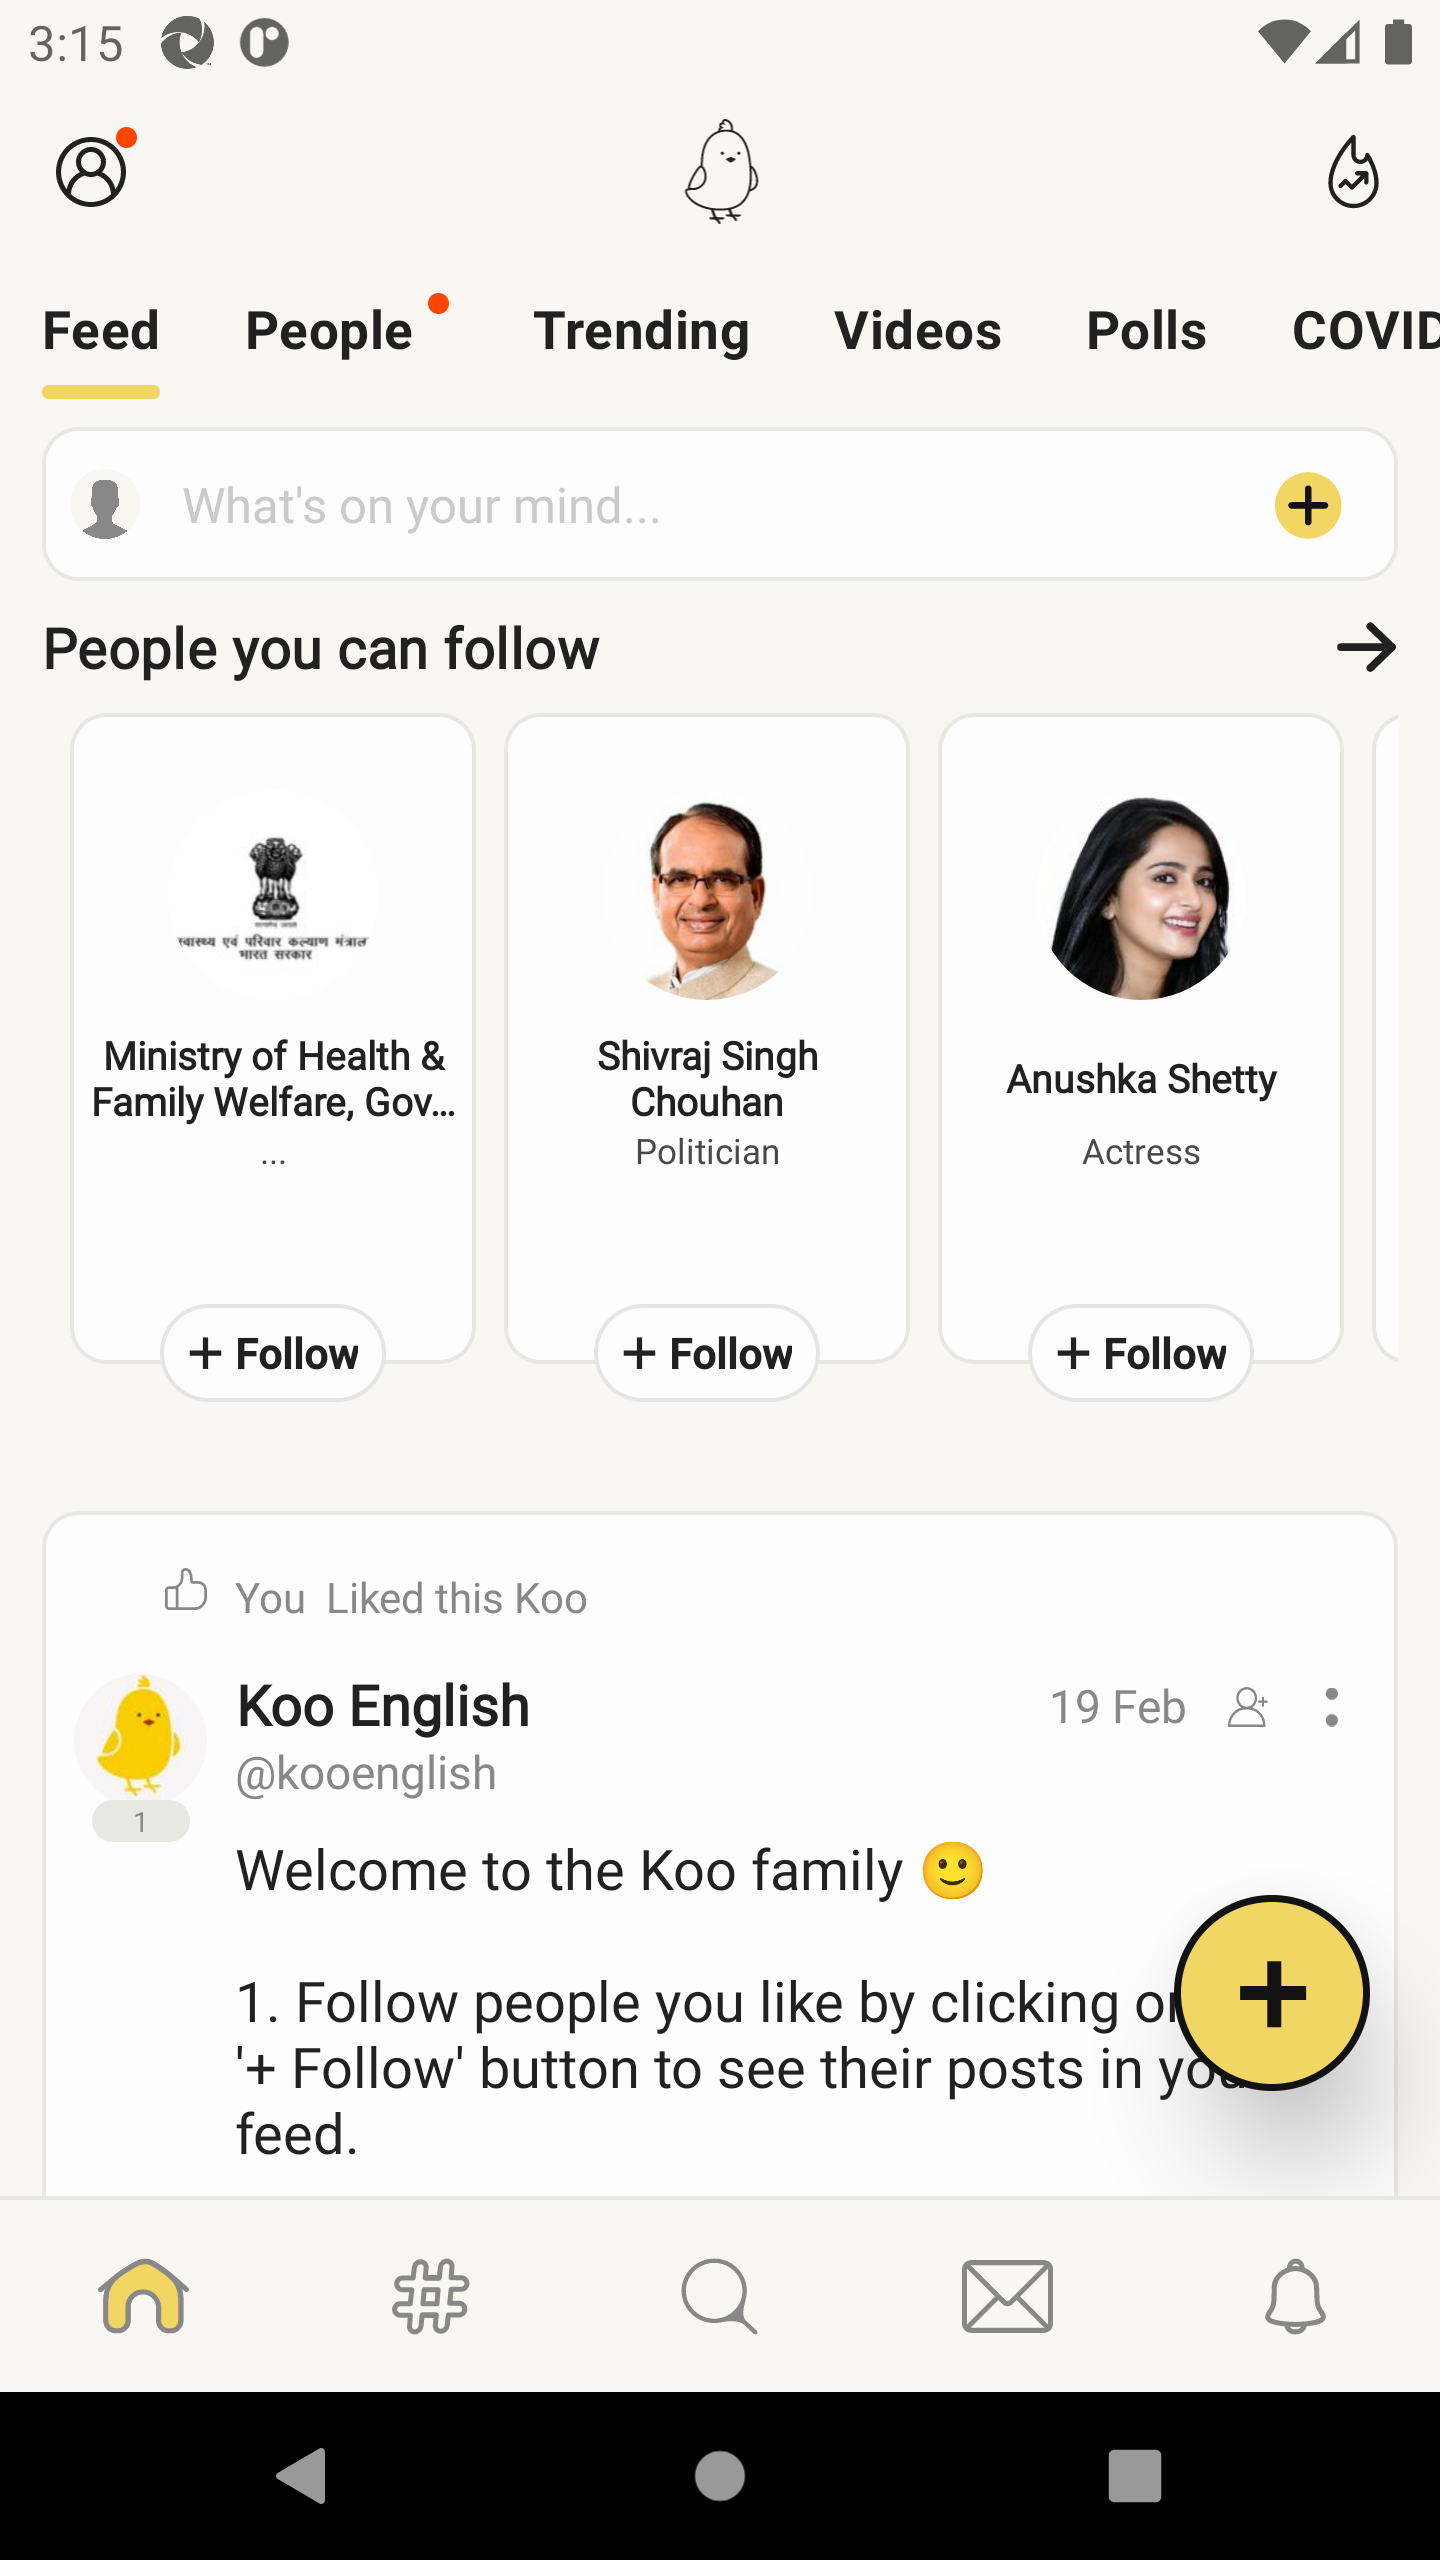 3:15
Feed People Trending Videos Polls COVID
What's on your mind...
People you can follow
स्वास्थ्य एवं परिवार कल्याण मंत्रालय
भारत सरकार
Ministry of Health &
Family Welfare, Gov...
...
+ Follow
Shivraj Singh
Chouhan
Politician
+ Follow
Anushka Shetty
Actress
+ Follow
You Liked this Koo
Koo English
19 Feb
@kooenglish
1
Welcome to the Koo family 🙂
1. Follow people you like by clicking on
'+ Follow' button to see their posts in your
feed.